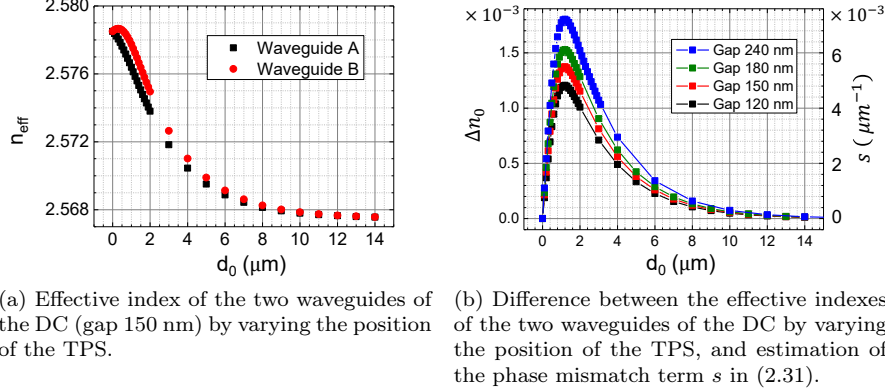 2.580
2.576
2.572
2.568
n_eff
Waveguide A
Waveguide B
0 2 4 6 8 10 12 14
d₀ (μm)
(a) Effective index of the two waveguides of
the DC (gap 150 nm) by varying the position
of the TPS.
× 10⁻³
× 10⁻³
1.5
1.0
0.5
0.0
Δn₀
Gap 240 nm
Gap 180 nm
Gap 150 nm
Gap 120 nm
6
4
2
0
s ( μm⁻¹)
0 2 4 6 8 10 12 14
d₀ (μm)
(b) Difference between the effective indexes
of the two waveguides of the DC by varying
the position of the TPS, and estimation of
the phase mismatch term s in (2.31).